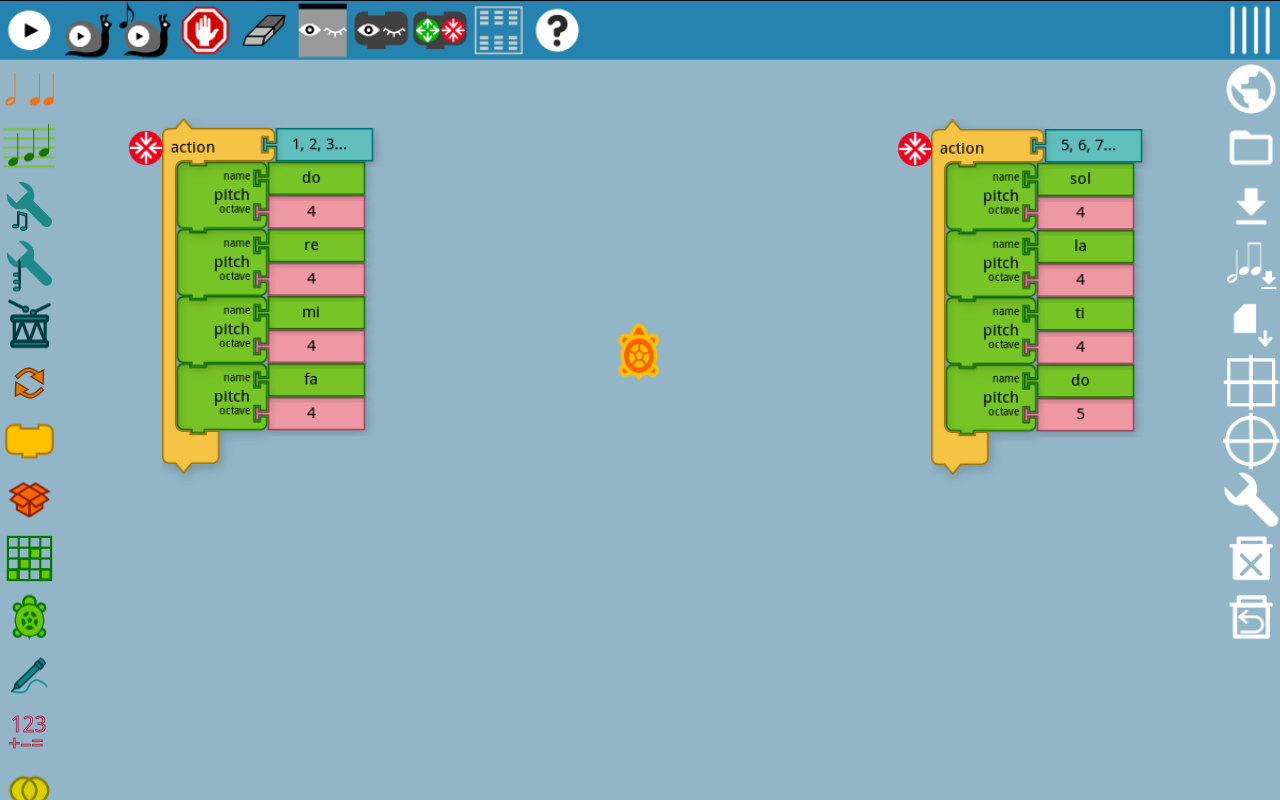 ?
action 1, 2, 3...
name do
pitch
octave 4
name re
pitch
octave 4
name mi
pitch
octave 4
name fa
pitch
octave 4
action 5, 6, 7...
name sol
pitch
octave 4
name la
pitch
octave 4
name ti
pitch
octave 4
name do
pitch
octave 5
123
+-=